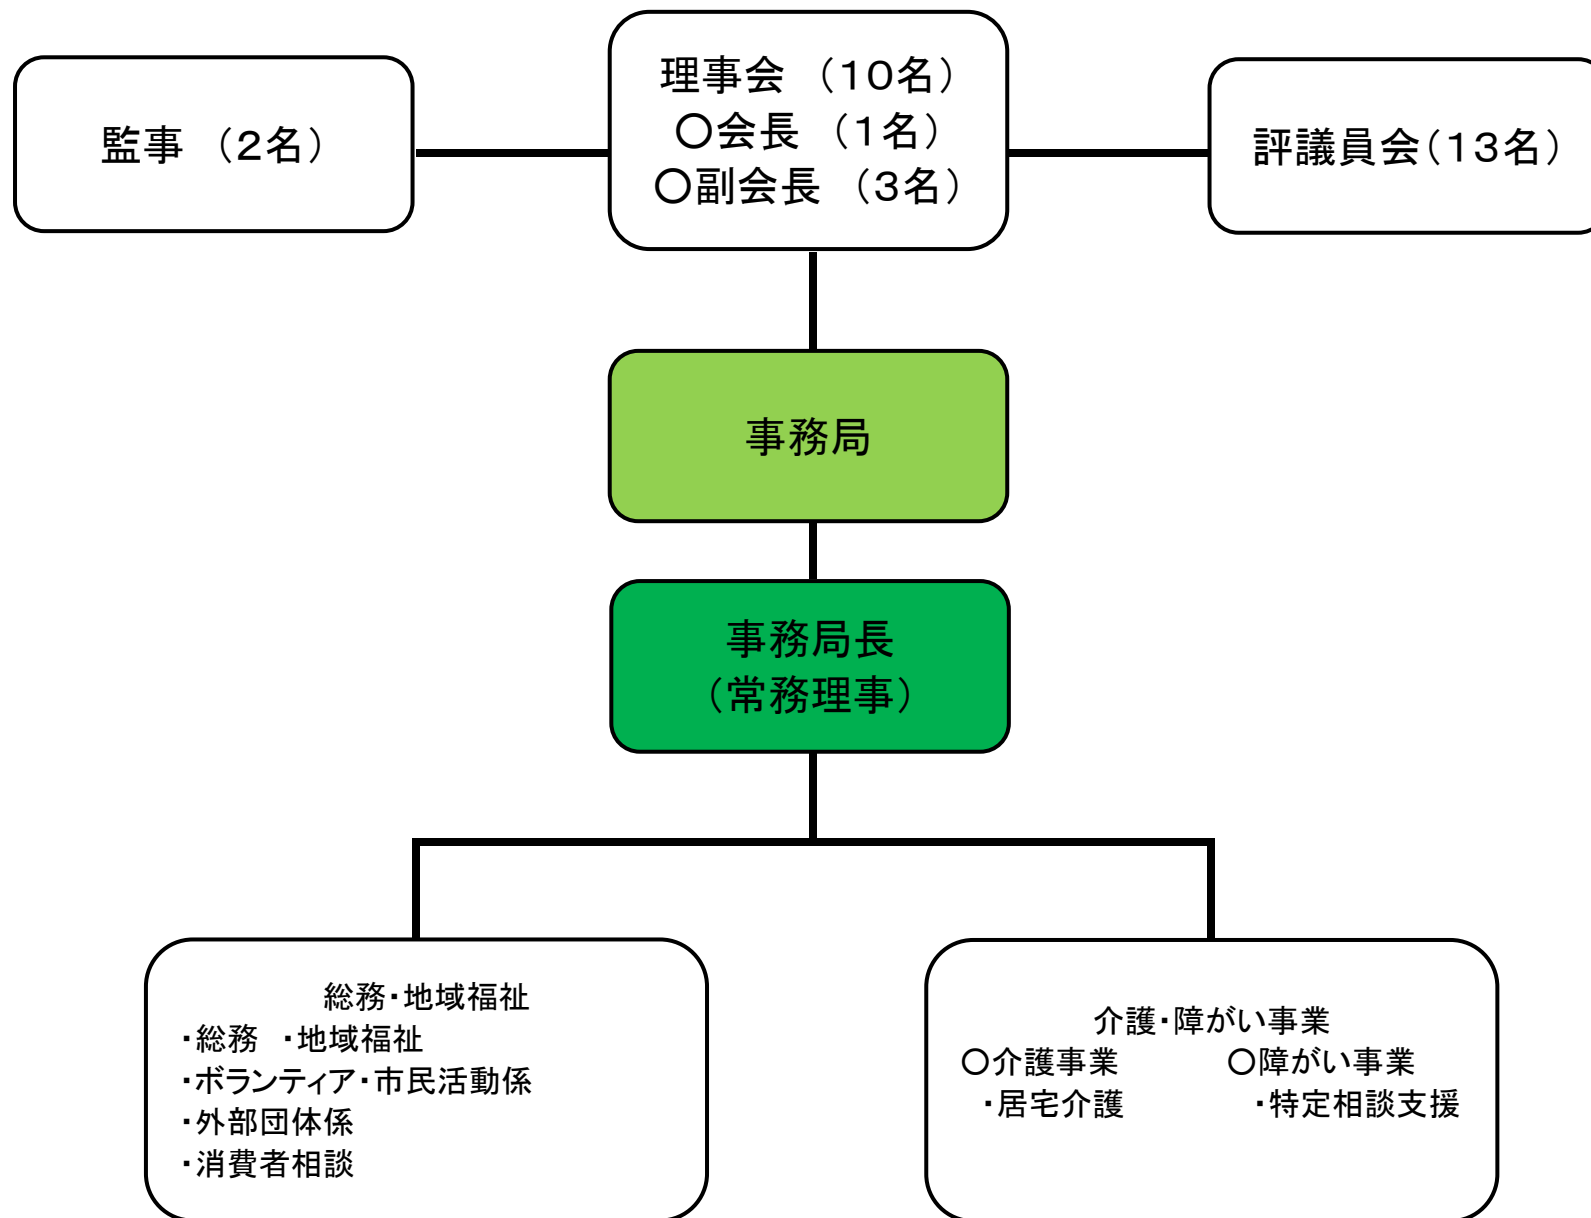 監事　（２名）
理事会　（１０名）
○会長　（１名）
○副会長　（３名）
評議員会（１３名）
事務局
事務局長
（常務理事）
総務・地域福祉
・総務　・地域福祉
・ボランティア・市民活動係
・外部団体係
・消費者相談
介護・障がい事業
○介護事業　　　　○障がい事業
・居宅介護　　　　・特定相談支援